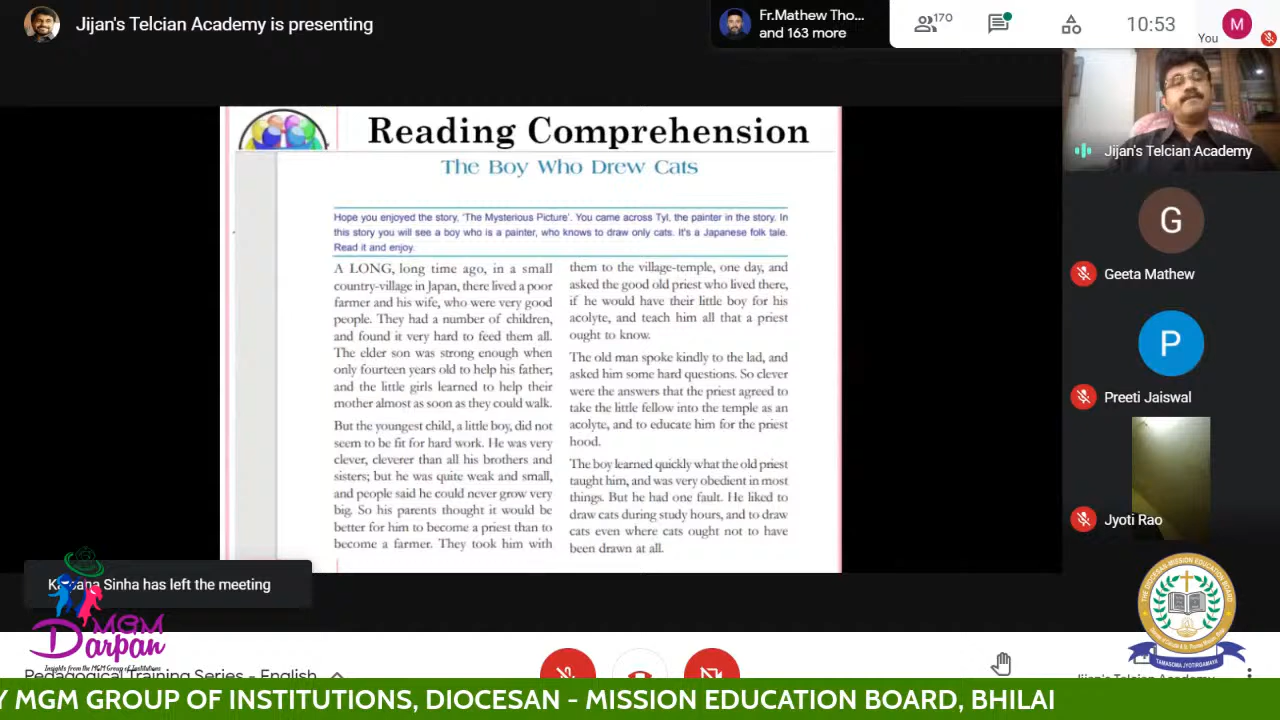 Jijan's Telcian Academy is presenting
Fr.Mathew Tho...
and 163 more
170
10:53
You
M
Jijan's Telcian Academy
G
Geeta Mathew
P
Preeti Jaiswal
Jyoti Rao
Reading Comprehension
The Boy Who Drew Cats
Hope you enjoyed the story, 'The Mysterious Picture'. You came across Tyl, the painter in the story. In
this story you will see a boy who is a painter, who knows to draw only cats. It's a Japanese folk tale.
Read it and enjoy.
A LONG, long time ago, in a small
country-village in Japan, there lived a poor
farmer and his wife, who were very good
people. They had a number of children,
and found it very hard to feed them all.
The elder son was strong enough when
only fourteen years old to help his father;
and the little girls learned to help their
mother almost as soon as they could walk.
But the youngest child, a little boy, did not
seem to be fit for hard work. He was very
clever, cleverer than all his brothers and
sisters; but he was quite weak and small,
and people said he could never grow very
big. So his parents thought it would be
better for him to become a priest than to
become a farmer. They took him with
them to the village-temple, one day, and
asked the good old priest who lived there,
if he would have their little boy for his
acolyte, and teach him all that a priest
ought to know.
The old man spoke kindly to the lad, and
asked him some hard questions. So clever
were the answers that the priest agreed to
take the little fellow into the temple as an
acolyte, and to educate him for the priest
hood.
The boy learned quickly what the old priest
taught him, and was very obedient in most
things. But he had one fault. He liked to
draw cats during study hours, and to draw
cats even where cats ought not to have
been drawn at all.
Sinha has left the meeting
MGM
Darpan
Insights from the MGM Group of Institutions
THE DIOCESAN MISSION EDUCATION BOARD
TAMASOMA JYOTIRGAMAYA
Pedagogical Training Series - English
Jijan's Telcian Academy
Y MGM GROUP OF INSTITUTIONS, DIOCESAN - MISSION EDUCATION BOARD, BHILAI